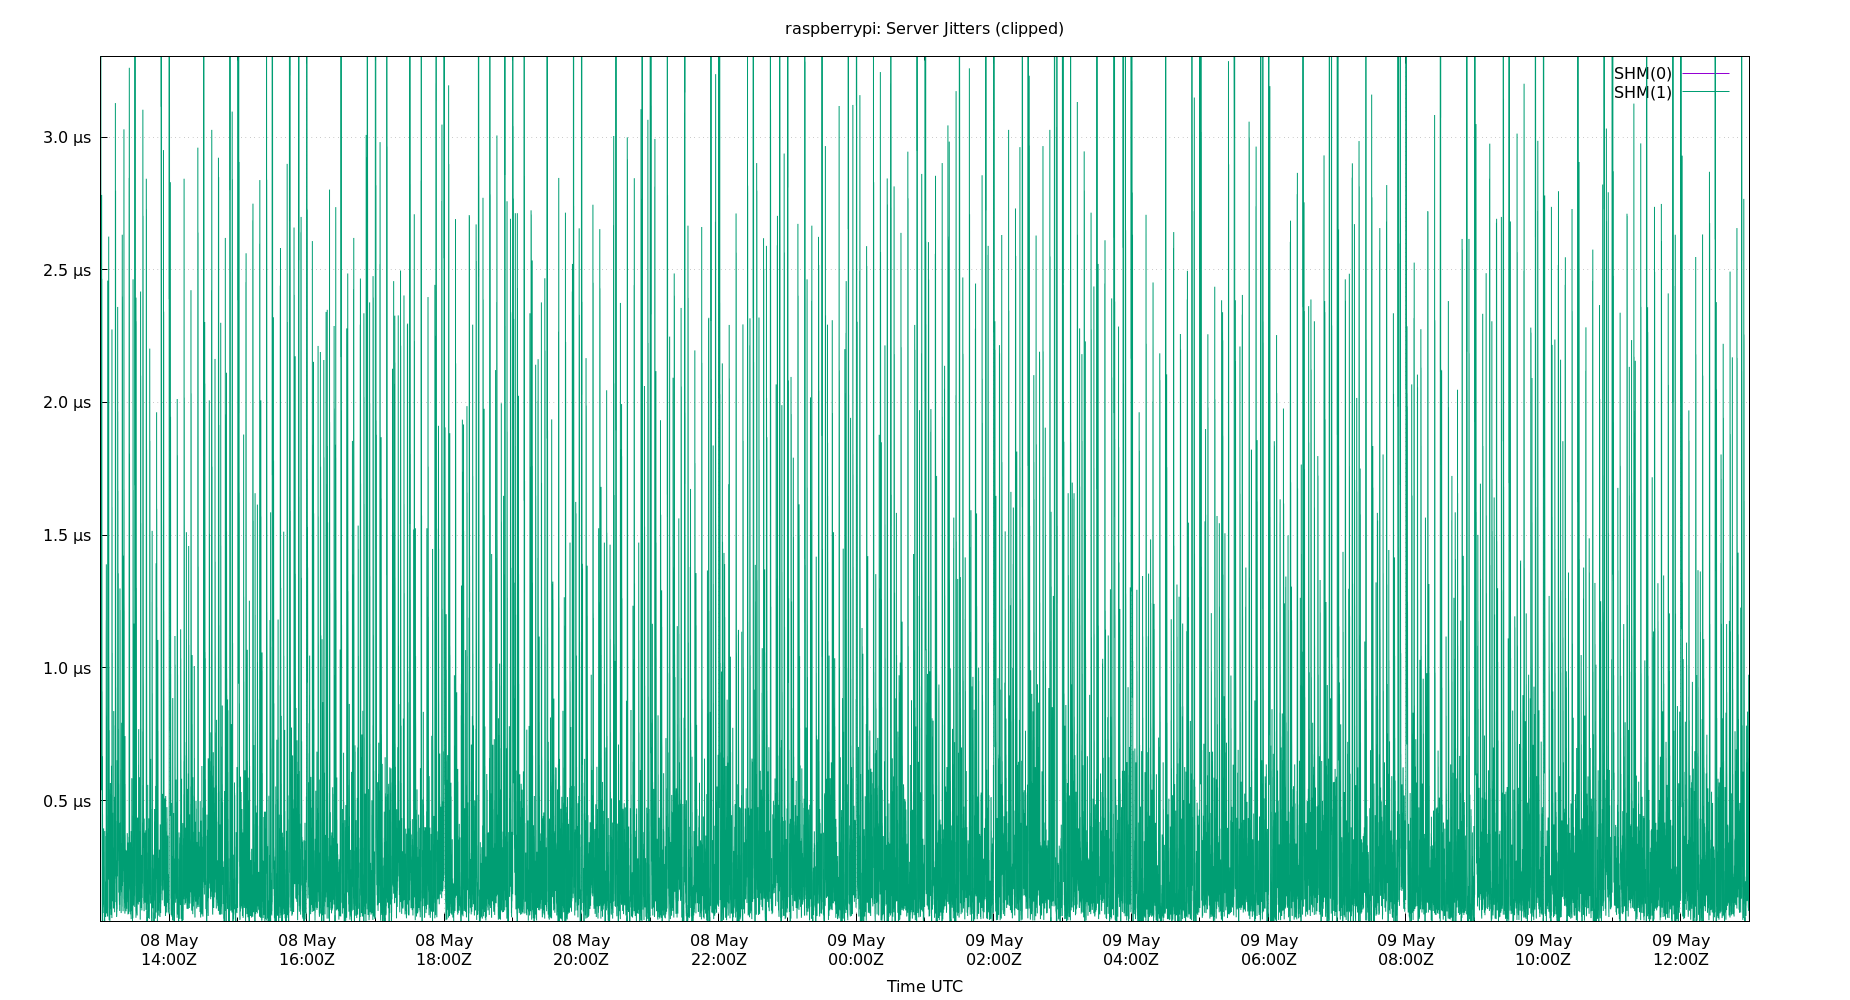 raspberrypi: Server Jitters (clipped)
SHM(0)
SHM(1)
3.0 µs
2.5 µs
2.0 µs
1.5 µs
1.0 µs
0.5 µs
08 May 08 May 08 May 08 May 08 May 09 May 09 May 09 May 09 May 09 May 09 May 09 May
14:00Z 16:00Z 18:00Z 20:00Z 22:00Z 00:00Z 02:00Z 04:00Z 06:00Z 08:00Z 10:00Z 12:00Z
Time UTC